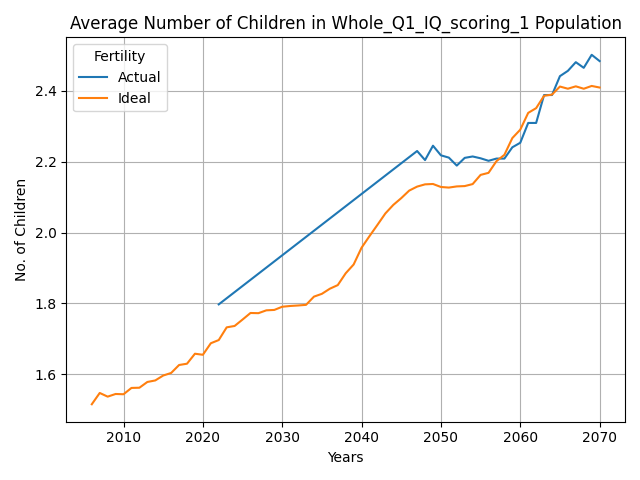 Average Number of Children in Whole_Q1_IQ_scoring_1 Population
Fertility
Actual
Ideal
No. of Children
2.4
2.2
2.0
1.8
1.6
2010 2020 2030 2040 2050 2060 2070
Years